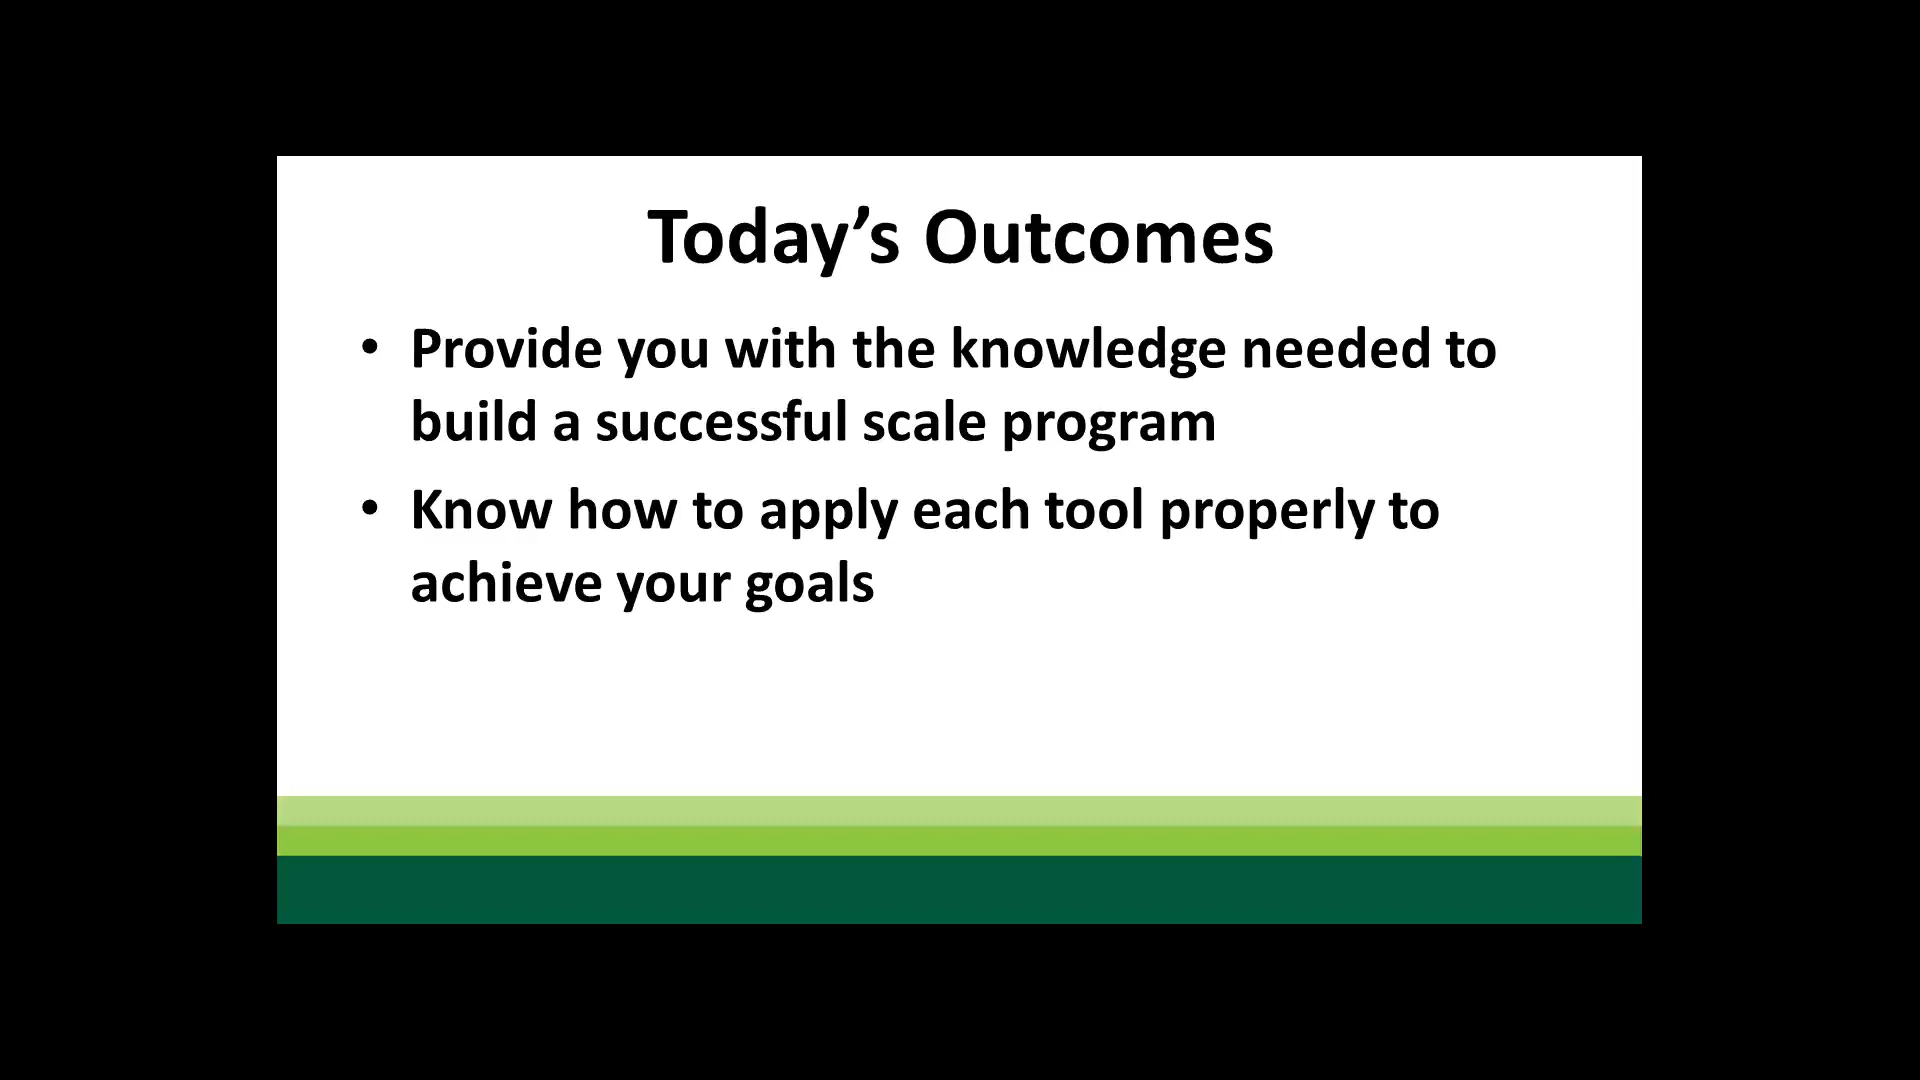 Today’s Outcomes
• Provide you with the knowledge needed to
build a successful scale program
• Know how to apply each tool properly to
achieve your goals